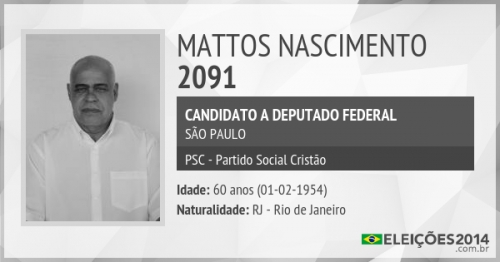 MATTOS NASCIMENTO
2091
CANDIDATO A DEPUTADO FEDERAL
SÃO PAULO
PSC - Partido Social Cristão
Idade: 60 anos (01-02-1954)
Naturalidade: RJ - Rio de Janeiro
ELEIÇÕES2014
.com.br